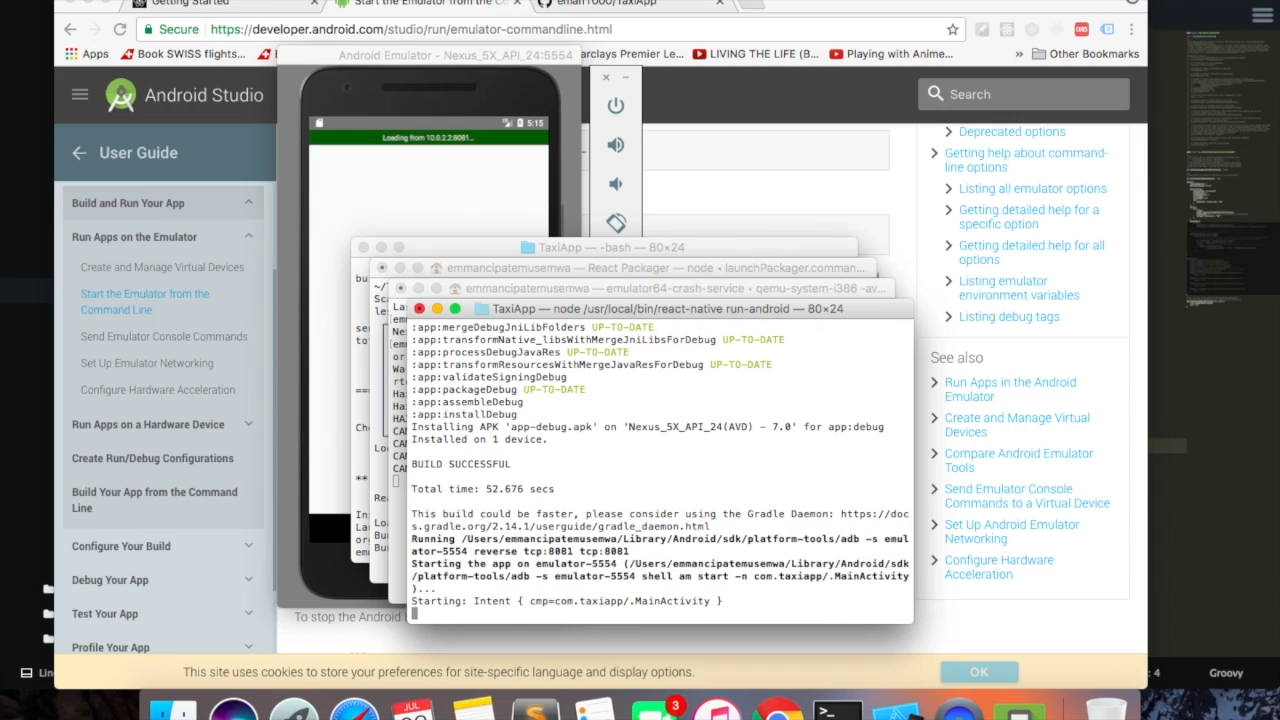 Getting Started
Start the Emulator from the Co
eman1000/TaxiApp
Secure
https://developer.android.com/studio/run/emulator-commandline.html
Apps
Book SWISS flights...
rclays Premier Le...
LIVING THE LIFE (B...
Playing with Anime...
»
Other Bookmarks
Android Emulator - Nexus_5X_API_24:5554
Android Studio
Search
5:15
Loading from 10.0.2.2:8081...
User Guide
Build and Run Your App
Run Apps on the Emulator
Create and Manage Virtual Devices
Start the Emulator from the
Command Line
Send Emulator Console Commands
Set Up Emulator Networking
Configure Hardware Acceleration
Run Apps on a Hardware Device
Create Run/Debug Configurations
Build Your App from the Command
Line
Configure Your Build
Debug Your App
Test Your App
Profile Your App
Deprecated options
Getting help about command-
line options
Listing all emulator options
Getting detailed help for a
specific option
Getting detailed help for all
options
Listing emulator
environment variables
Listing debug tags
See also
Run Apps in the Android
Emulator
Create and Manage Virtual
Devices
Compare Android Emulator
Tools
Send Emulator Console
Commands to a Virtual Device
Set Up Android Emulator
Networking
Configure Hardware
Acceleration
TaxiApp — -bash — 80×24
emmancipatemusemwa — React Packager — node • launchPackager.comman...
emmancipatemusemwa — emulator64-crash-service • qemu-system-i386 -av...
App — node /usr/local/bin/react-native run-android — 80×24
:app:mergeDebugJniLibFolders UP-TO-DATE
:app:transformNative_libsWithMergeJniLibsForDebug UP-TO-DATE
:app:processDebugJavaRes UP-TO-DATE
:app:transformResourcesWithMergeJavaResForDebug UP-TO-DATE
:app:validateSigningDebug
:app:packageDebug UP-TO-DATE
:app:assembleDebug
:app:installDebug
Installing APK 'app-debug.apk' on 'Nexus_5X_API_24(AVD) - 7.0' for app:debug
Installed on 1 device.
BUILD SUCCESSFUL
Total time: 52.676 secs
This build could be faster, please consider using the Gradle Daemon: https://doc
s.gradle.org/2.14.1/userguide/gradle_daemon.html
Running /Users/emmancipatemusemwa/Library/Android/sdk/platform-tools/adb -s emul
ator-5554 reverse tcp:8081 tcp:8081
Starting the app on emulator-5554 (/Users/emmancipatemusemwa/Library/Android/sdk
/platform-tools/adb -s emulator-5554 shell am start -n com.taxiapp/.MainActivity
)...
Starting: Intent { cmp=com.taxiapp/.MainActivity }
To stop the Android
This site uses cookies to store your preferences for site-specific language and display options.
OK
Lin
: 4
Groovy
JUL
3